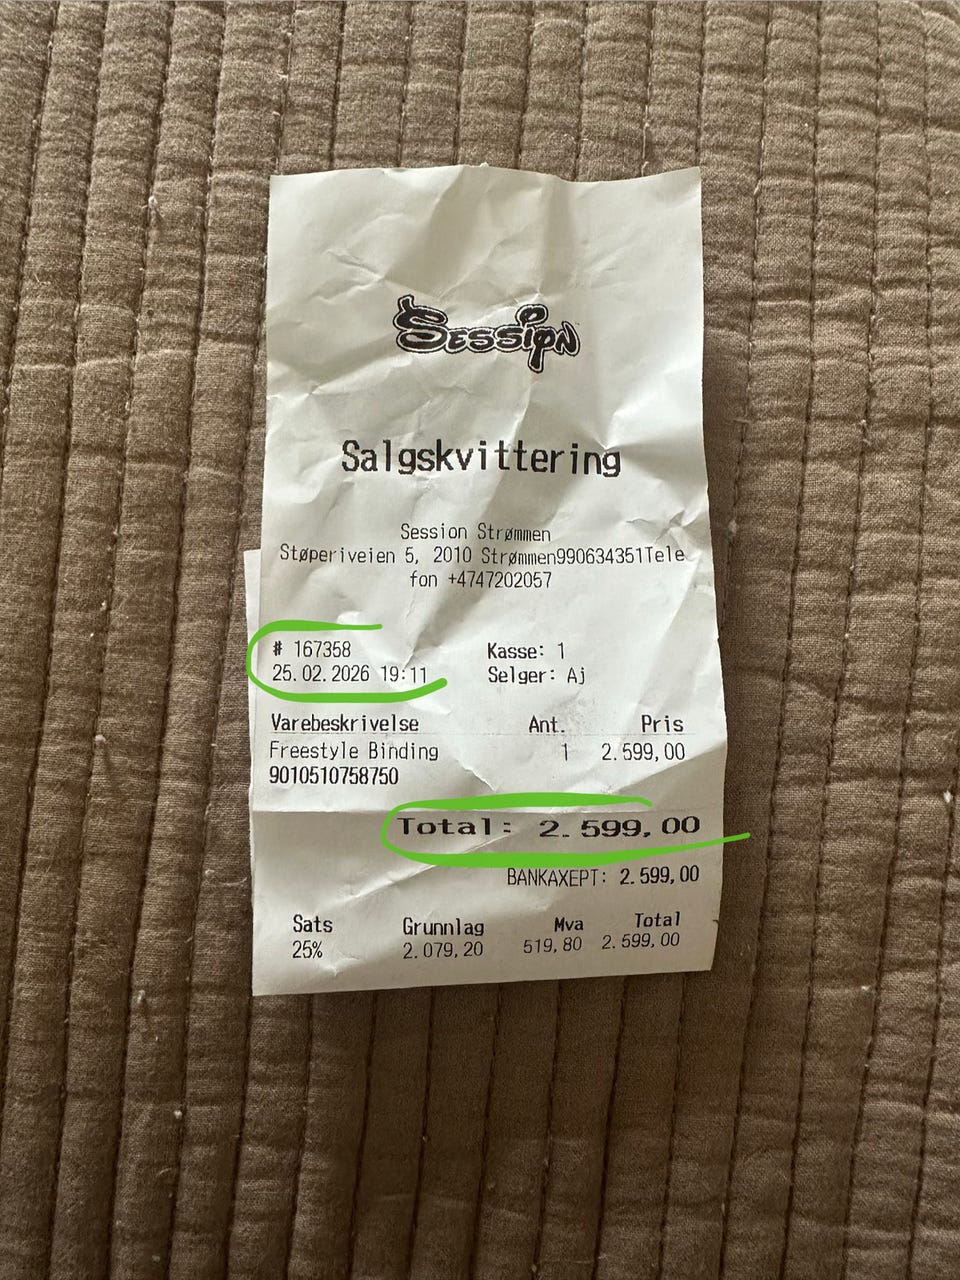 Session
Salgskvittering
Session Strømmen
Støperiveien 5, 2010 Strømmen990634351Tele
fon +4747202057
# 167358 Kasse: 1
25.02.2026 19:11 Selger: Aj
Varebeskrivelse Ant. Pris
Freestyle Binding 1 2.599,00
9010510758750
Total: 2.599,00
BANKAXEPT: 2.599,00
Sats Grunnlag Mva Total
25% 2.079,20 519,80 2.599,00